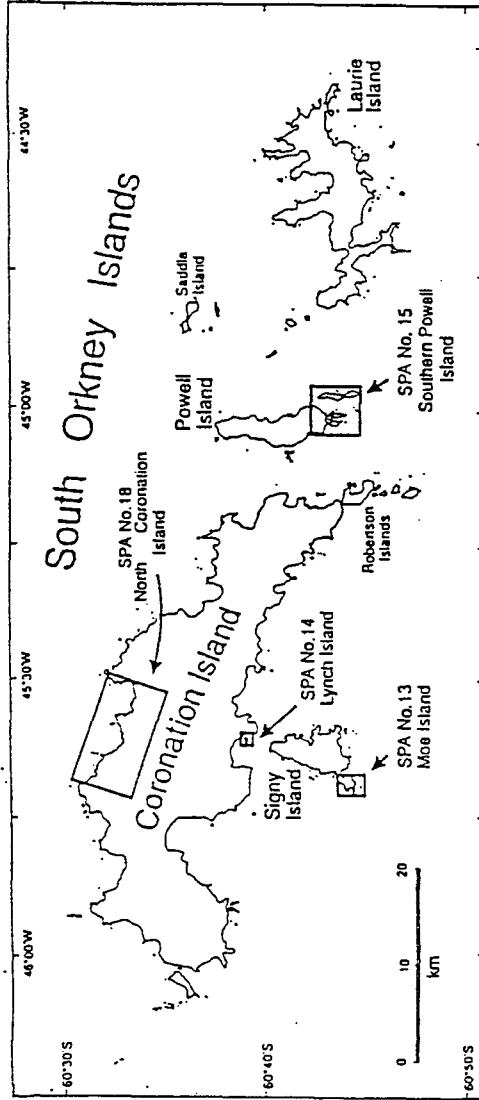 South Orkney Islands
46°00'W
45°30'W
45°00'W
44°30'W
60°30'S
60°40'S
60°50'S
SPA No.18
North Coronation
Island
Coronation Island
Powell
Island
Saddle
Island
Laurie
Island
SPA No.14
Lynch Island
Signy
Island
SPA No.13
Moe Island
Robertson
Islands
SPA No. 15
Southern Powell
Island
0 10 20
km